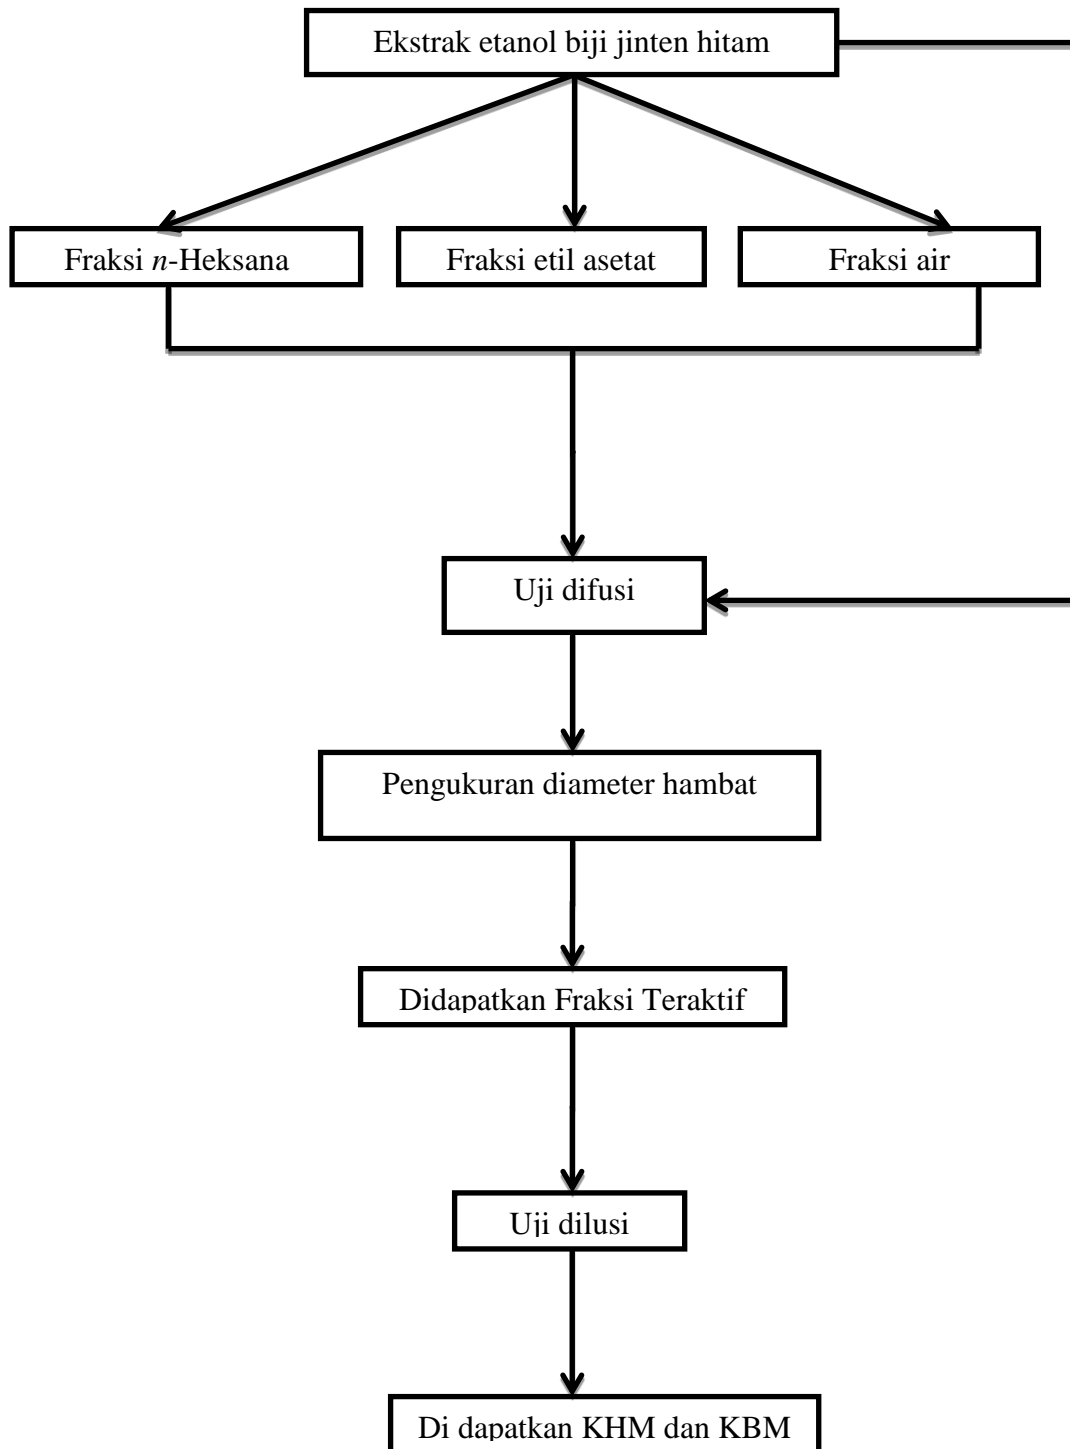 Ekstrak etanol biji jinten hitam
Fraksi n-Heksana
Fraksi etil asetat
Fraksi air
Uji difusi
Pengukuran diameter hambat
Didapatkan Fraksi Teraktif
Uji dilusi
Di dapatkan KHM dan KBM